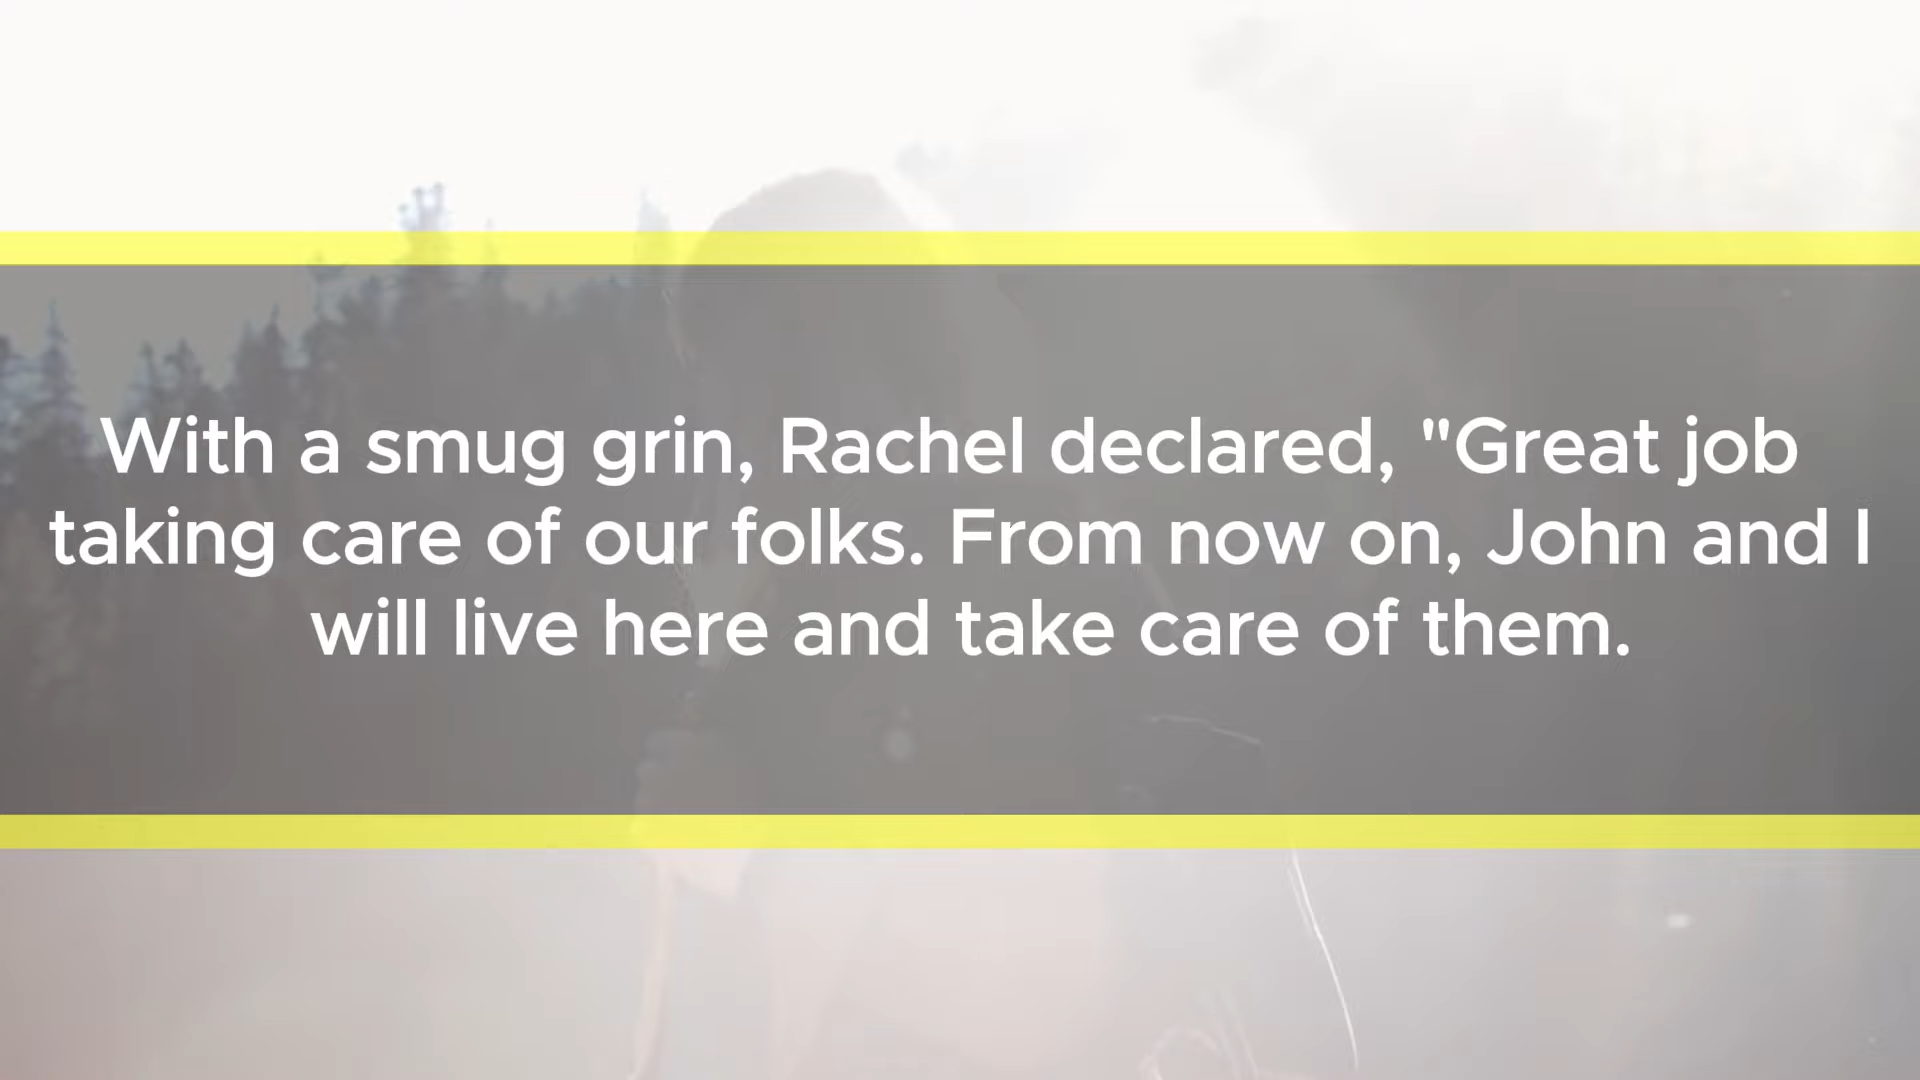 With a smug grin, Rachel declared, "Great job
taking care of our folks. From now on, John and I
will live here and take care of them.